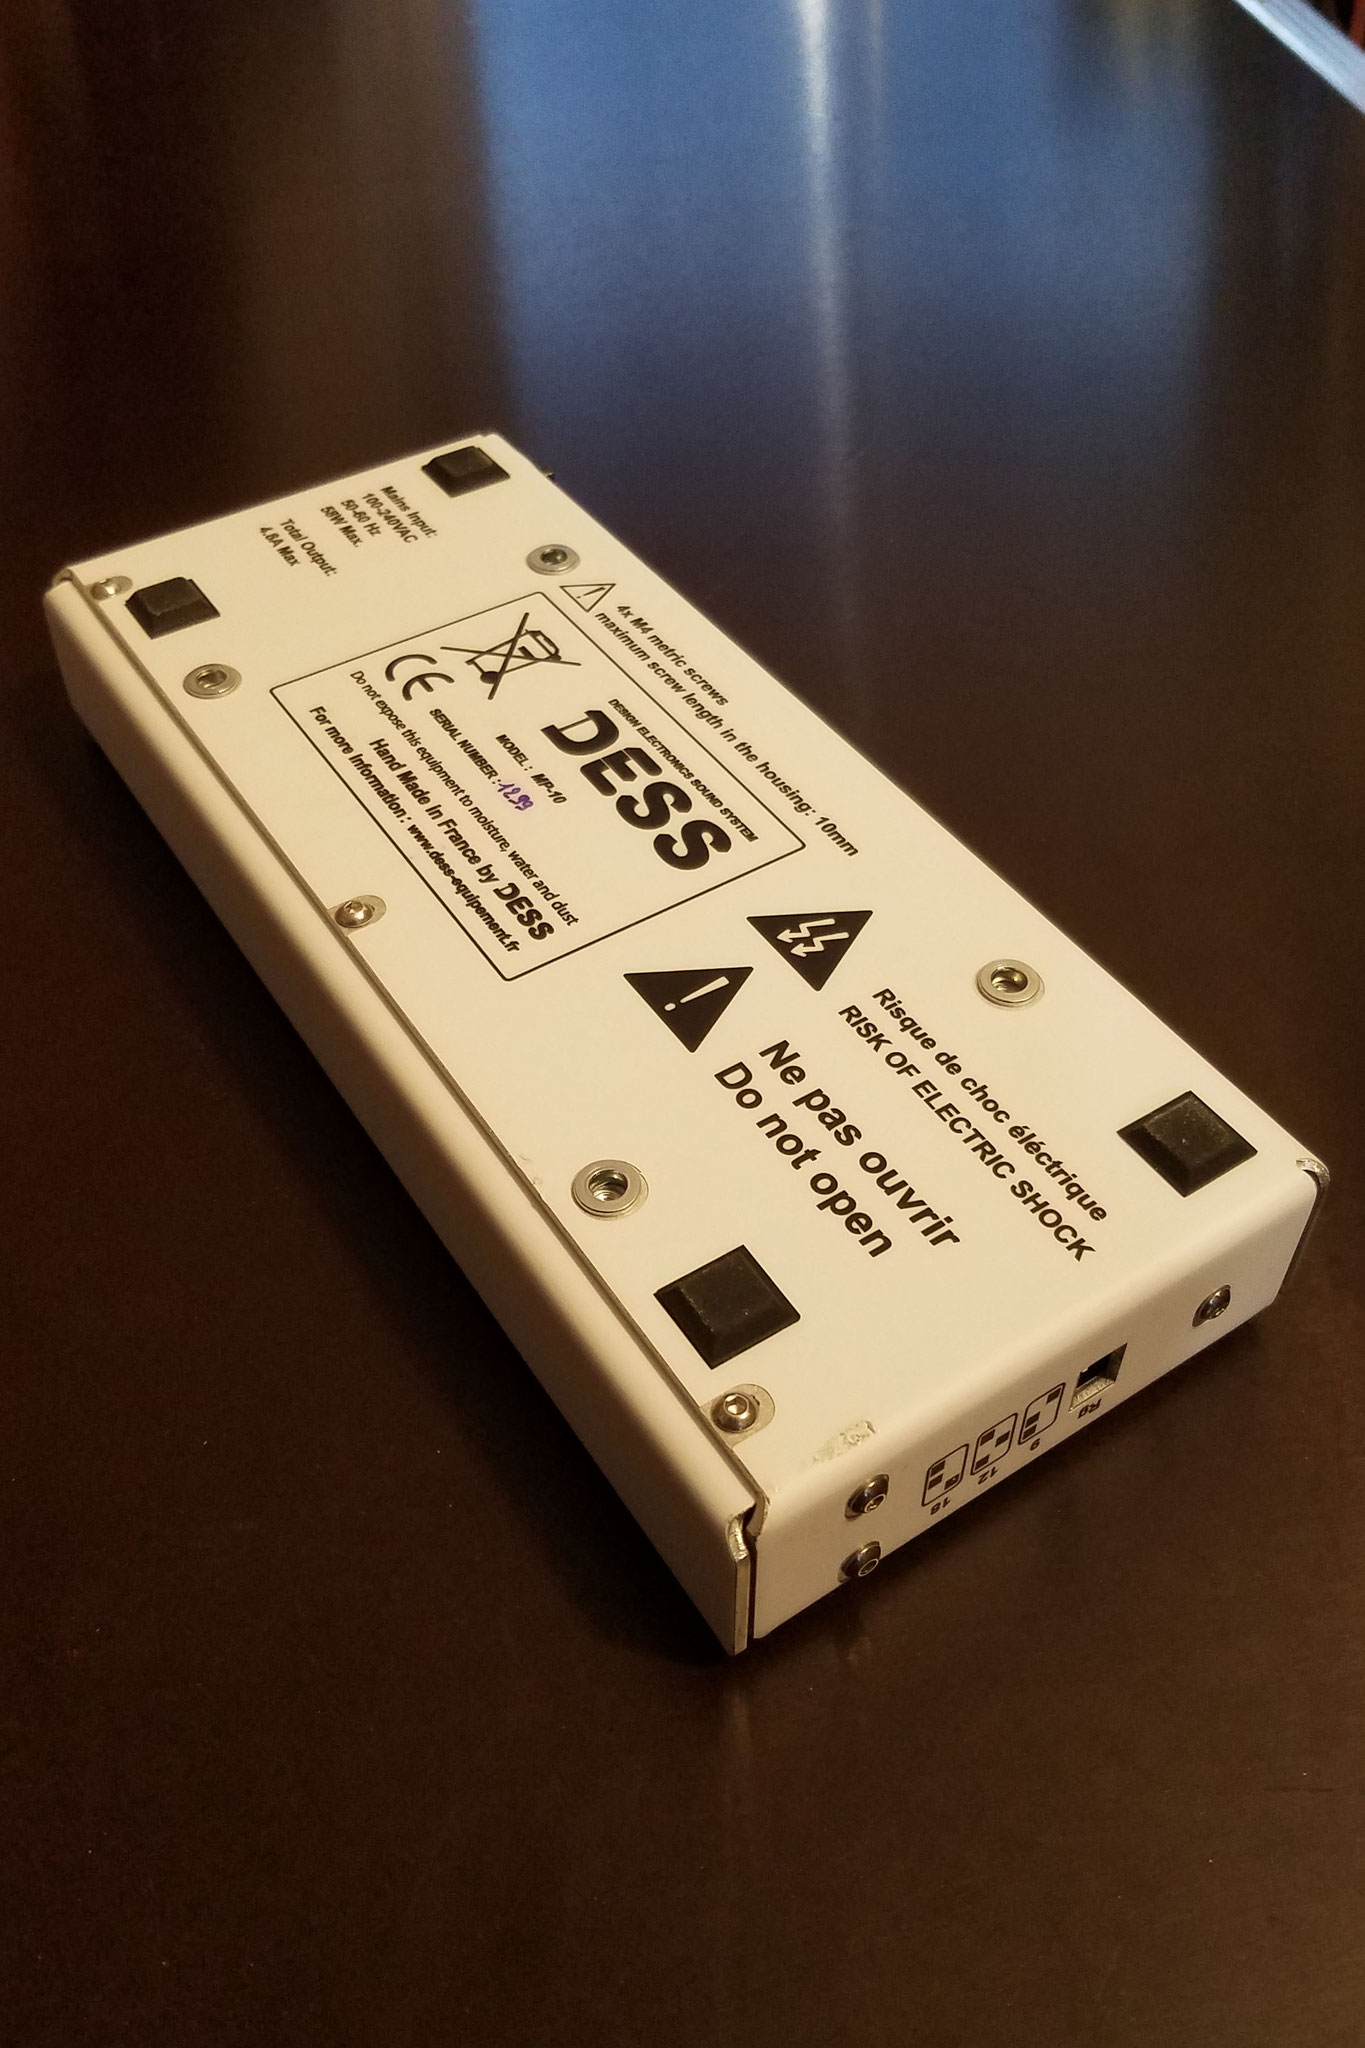 Mains Input:
100-240VAC
50-60 Hz
58W Max.
Total Output:
4.8A Max
4x M4 metric screws
maximum screw length in the housing: 10mm
DESIGN ELECTRONICS SOUND SYSTEM
DESS
MODEL : MP-10
SERIAL NUMBER : 1299
CE
Do not expose this equipment to moisture, water and dust
Hand Made In France by DESS
For more information : www.dess-equipement.fr
Risque de choc éléctrique
RISK OF ELECTRIC SHOCK
Ne pas ouvrir
Do not open
R8
9
12
18